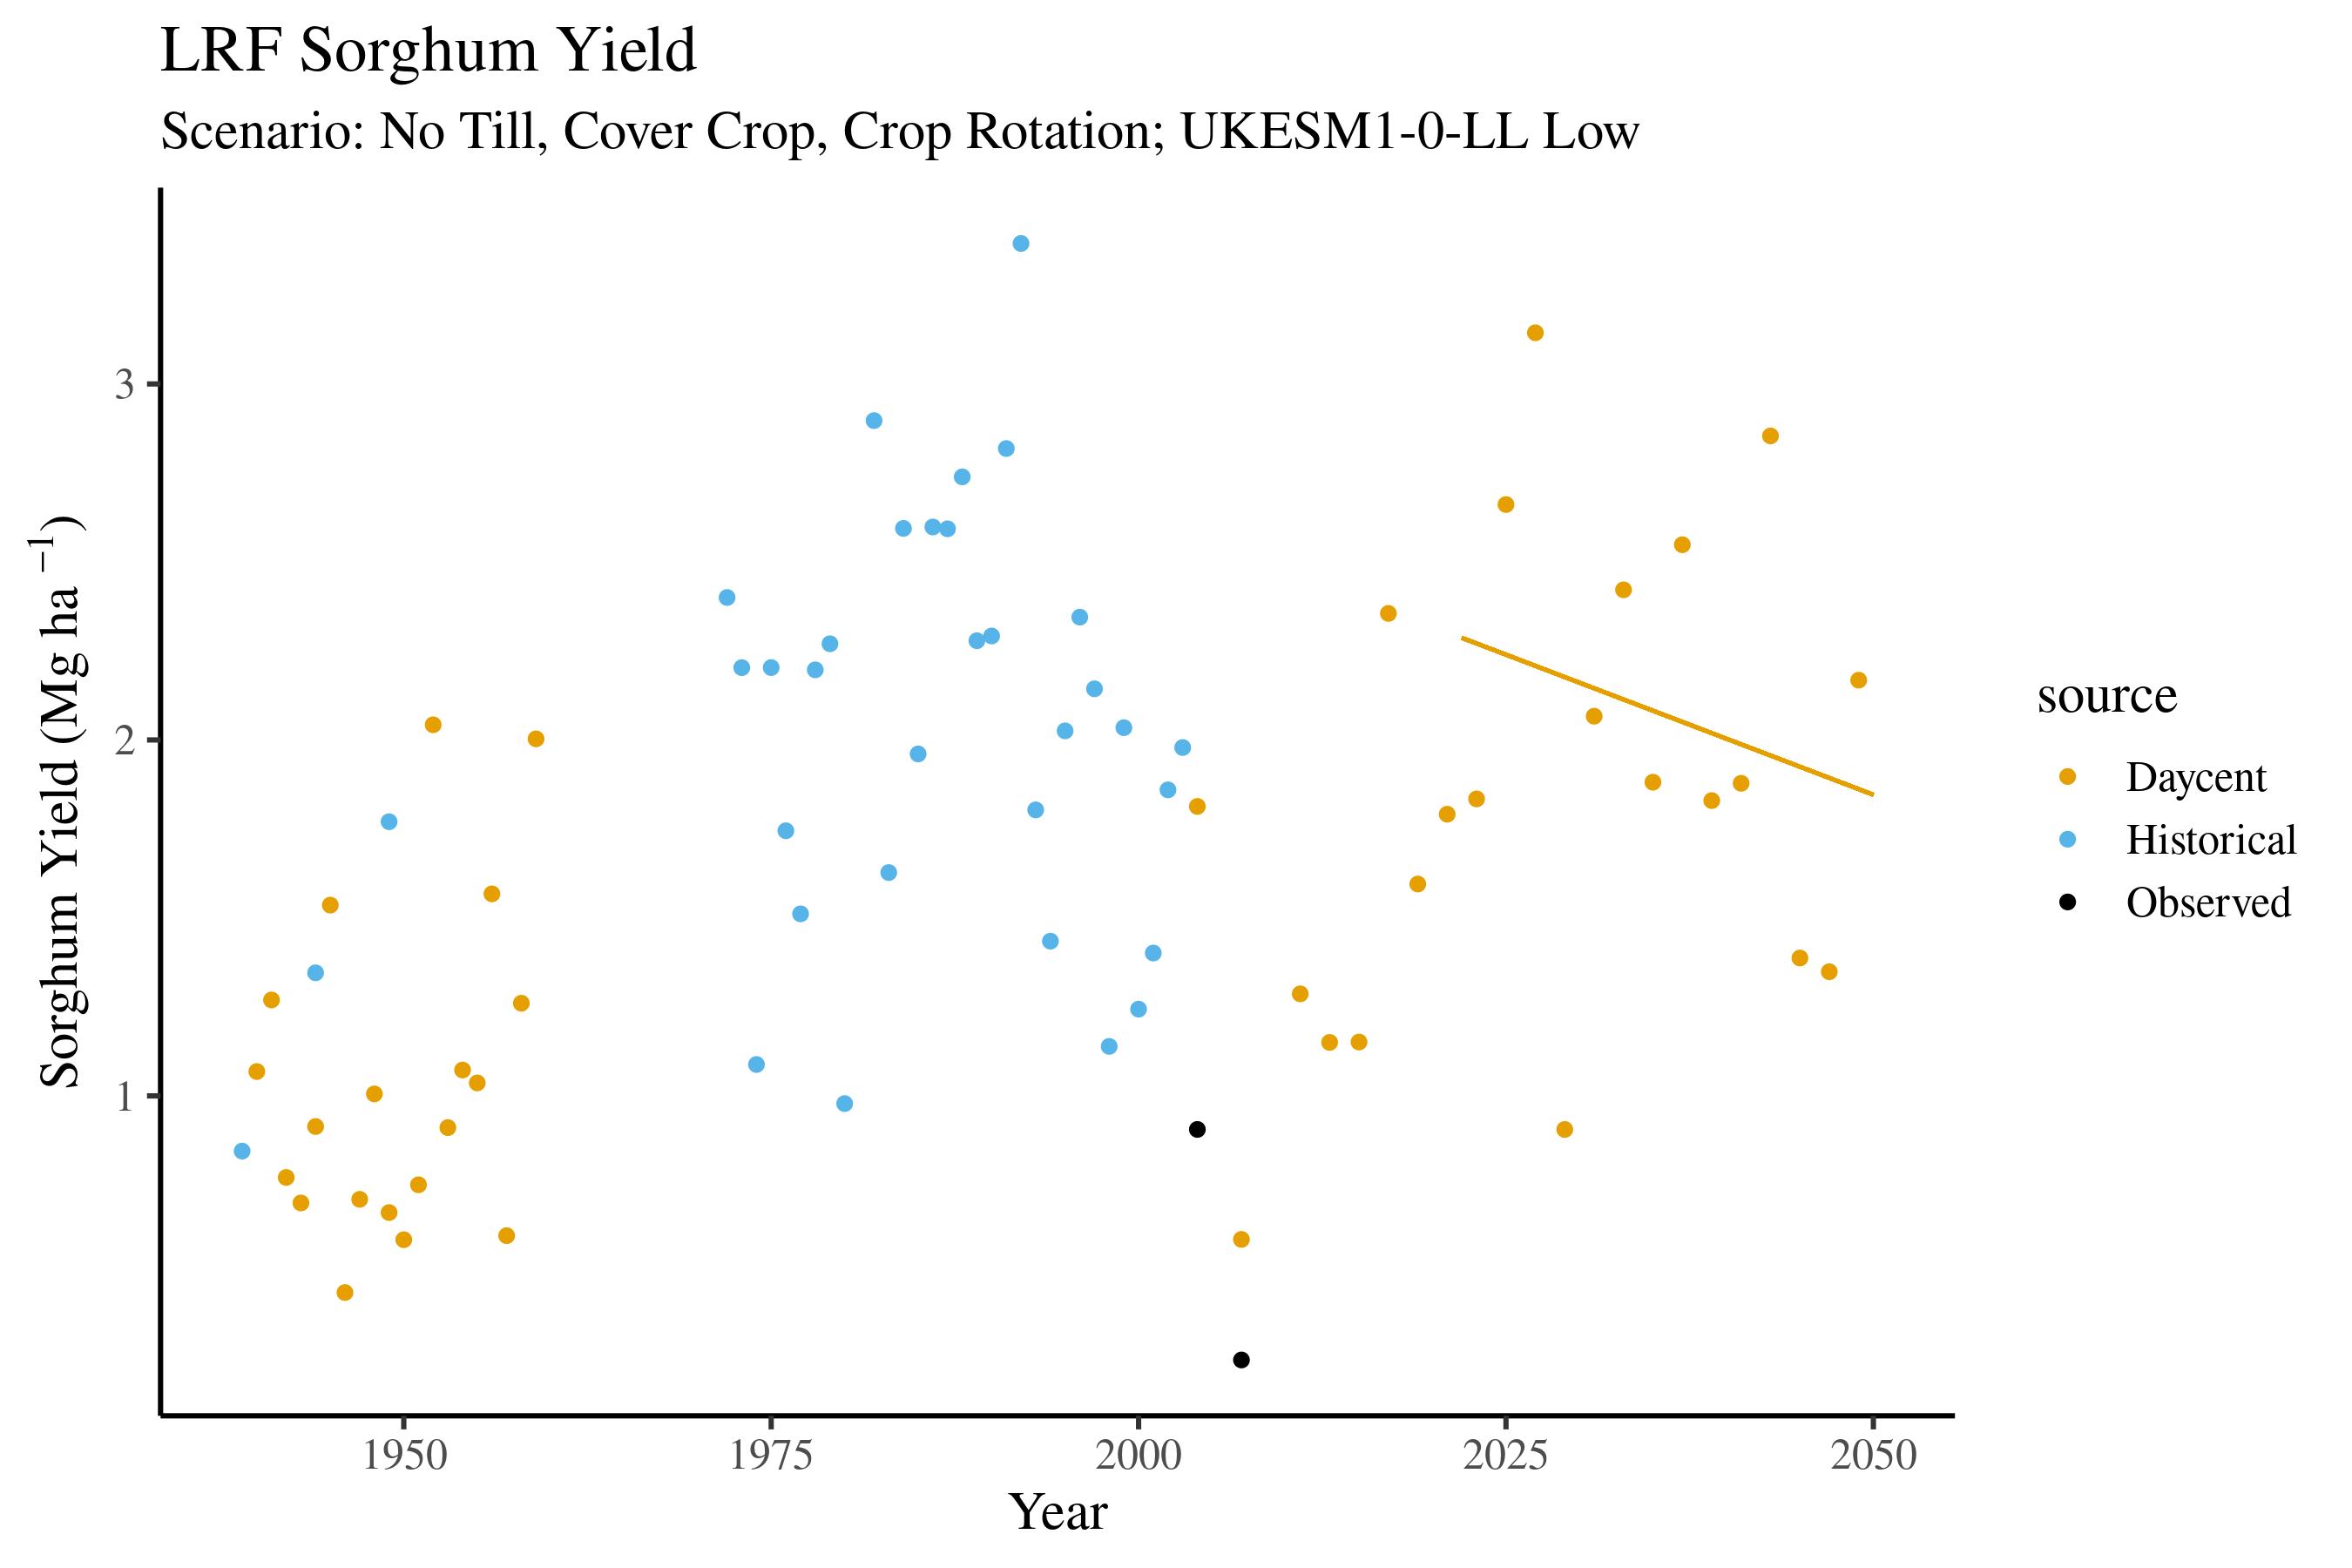 LRF Sorghum Yield
Scenario: No Till, Cover Crop, Crop Rotation; UKESM1-0-LL Low
Sorghum Yield (Mg ha −1)
3
2
1
1950
1975
2000
2025
2050
Year
source
Daycent
Historical
Observed